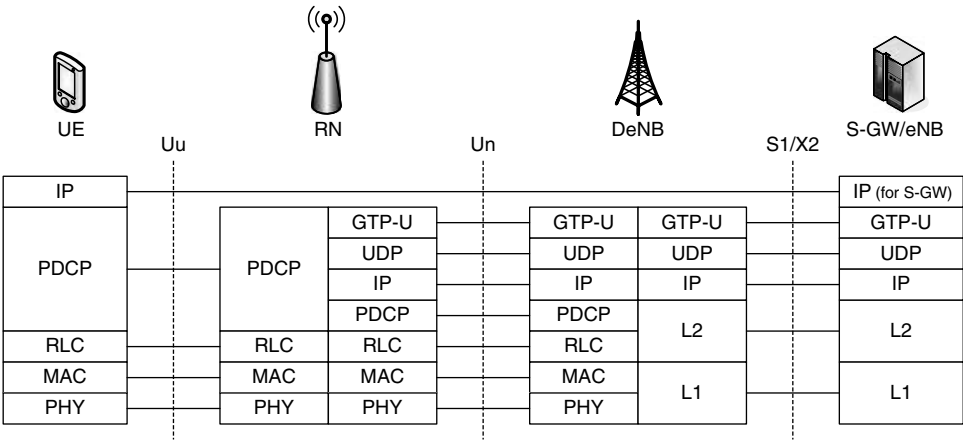 UE RN DeNB S-GW/eNB
Uu Un S1/X2
IP IP (for S-GW)
GTP-U GTP-U GTP-U GTP-U
PDCP PDCP UDP UDP UDP UDP
IP IP IP IP
PDCP PDCP L2 L2
RLC RLC RLC RLC
MAC MAC MAC MAC L1 L1
PHY PHY PHY PHY